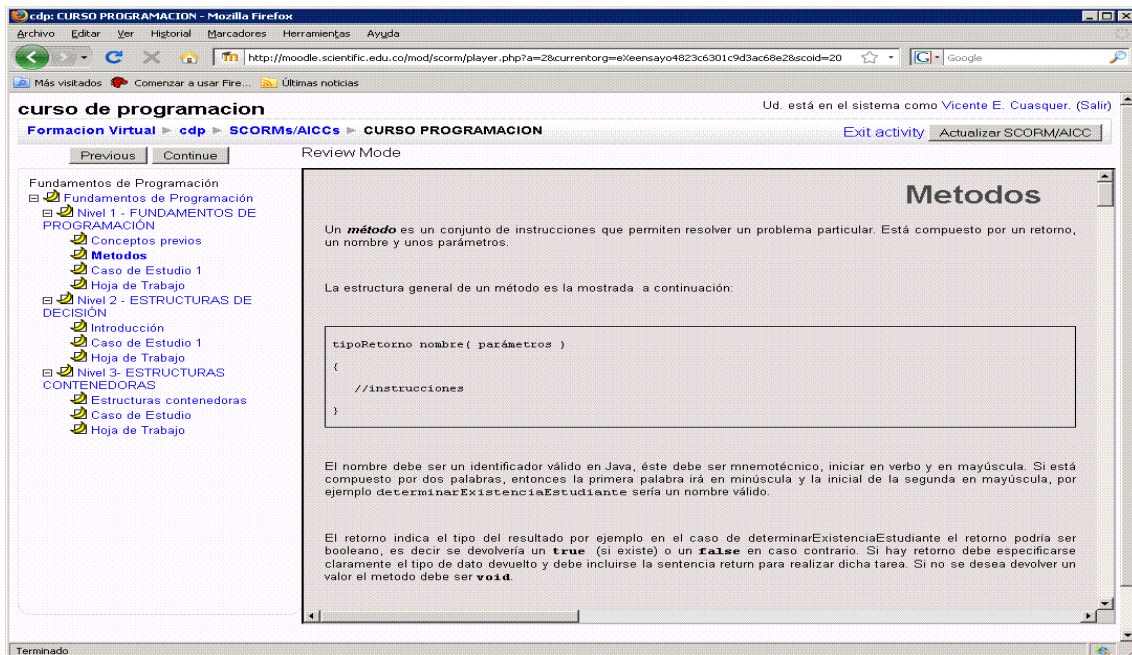 cdp: CURSO PROGRAMACION - Mozilla Firefox
Archivo Editar Ver Historial Marcadores Herramientas Ayuda
http://moodle.scientific.edu.co/mod/scorm/player.php?a=2&currentorg=eXeensayo4823c6301c9d3ac68e2&scoid=20 Google
Más visitados Comenzar a usar Fire... Últimas noticias
curso de programacion Ud. está en el sistema como Vicente E. Cuasquer. (Salir)
Formacion Virtual ► cdp ► SCORMs/AICCs ► CURSO PROGRAMACION Exit activity Actualizar SCORM/AICC
Previous Continue Review Mode
Fundamentos de Programación
Fundamentos de Programación
Nivel 1 - FUNDAMENTOS DE
PROGRAMACIÓN
Conceptos previos
Metodos
Caso de Estudio 1
Hoja de Trabajo
Nivel 2 - ESTRUCTURAS DE
DECISIÓN
Introducción
Caso de Estudio 1
Hoja de Trabajo
Nivel 3- ESTRUCTURAS
CONTENEDORAS
Estructuras contenedoras
Caso de Estudio
Hoja de Trabajo
Metodos
Un método es un conjunto de instrucciones que permiten resolver un problema particular. Está compuesto por un retorno,
un nombre y unos parámetros.
La estructura general de un método es la mostrada a continuación:
tipoRetorno nombre( parámetros )
{
//instrucciones
}
El nombre debe ser un identificador válido en Java, éste debe ser mnemotécnico, iniciar en verbo y en mayúscula. Si está
compuesto por dos palabras, entonces la primera palabra irá en minúscula y la inicial de la segunda en mayúscula, por
ejemplo determinarExistenciaEstudiante sería un nombre válido.
El retorno indica el tipo del resultado por ejemplo en el caso de determinarExistenciaEstudiante el retorno podría ser
booleano, es decir se devolvería un true (si existe) o un false en caso contrario. Si hay retorno debe especificarse
claramente el tipo de dato devuelto y debe incluirse la sentencia return para realizar dicha tarea. Si no se desea devolver un
valor el metodo debe ser void.
Terminado